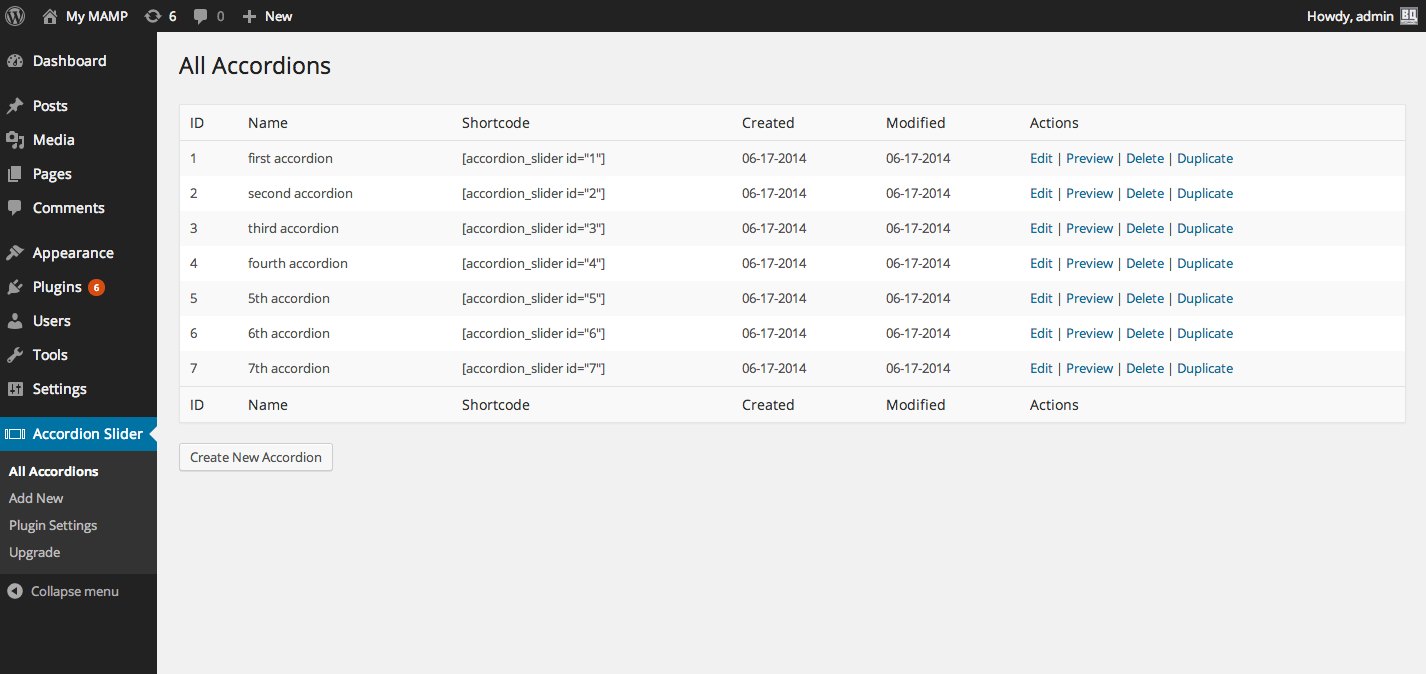 My MAMP 6 0 New Howdy, admin
Dashboard
Posts
Media
Pages
Comments
Appearance
Plugins 6
Users
Tools
Settings
Accordion Slider
All Accordions
Add New
Plugin Settings
Upgrade
Collapse menu
All Accordions
ID Name Shortcode Created Modified Actions
1 first accordion [accordion_slider id="1"] 06-17-2014 06-17-2014 Edit | Preview | Delete | Duplicate
2 second accordion [accordion_slider id="2"] 06-17-2014 06-17-2014 Edit | Preview | Delete | Duplicate
3 third accordion [accordion_slider id="3"] 06-17-2014 06-17-2014 Edit | Preview | Delete | Duplicate
4 fourth accordion [accordion_slider id="4"] 06-17-2014 06-17-2014 Edit | Preview | Delete | Duplicate
5 5th accordion [accordion_slider id="5"] 06-17-2014 06-17-2014 Edit | Preview | Delete | Duplicate
6 6th accordion [accordion_slider id="6"] 06-17-2014 06-17-2014 Edit | Preview | Delete | Duplicate
7 7th accordion [accordion_slider id="7"] 06-17-2014 06-17-2014 Edit | Preview | Delete | Duplicate
ID Name Shortcode Created Modified Actions
Create New Accordion